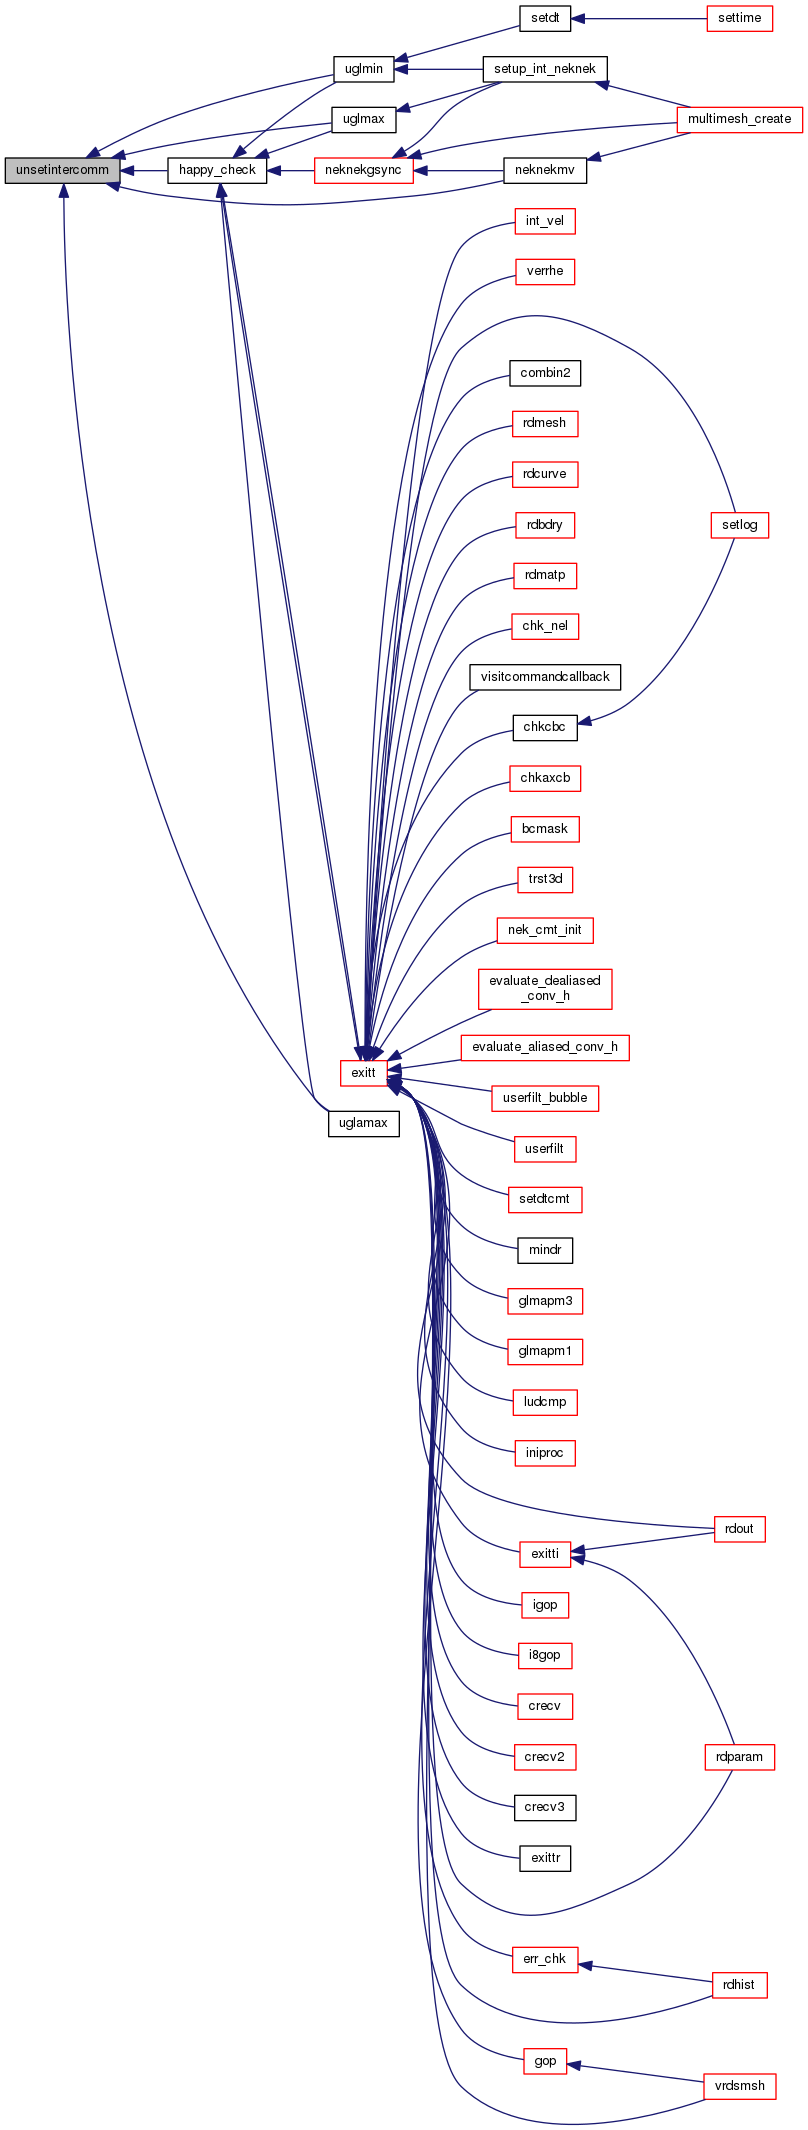 setdt
settime
uglmin
setup_int_neknek
uglmax
multimesh_create
unsetintercomm
happy_check
neknekgsync
neknekmv
int_vel
verrhe
combin2
rdmesh
rdcurve
rdbdry
setlog
rdmatp
chk_nel
visitcommandcallback
chkcbc
chkaxcb
bcmask
trst3d
nek_cmt_init
evaluate_dealiased
_conv_h
evaluate_aliased_conv_h
exitt
userfilt_bubble
uglamax
userfilt
setdtcmt
mindr
glmapm3
glmapm1
ludcmp
iniproc
rdout
exitti
igop
i8gop
crecv
crecv2
rdparam
crecv3
exittr
err_chk
rdhist
gop
vrdsmsh